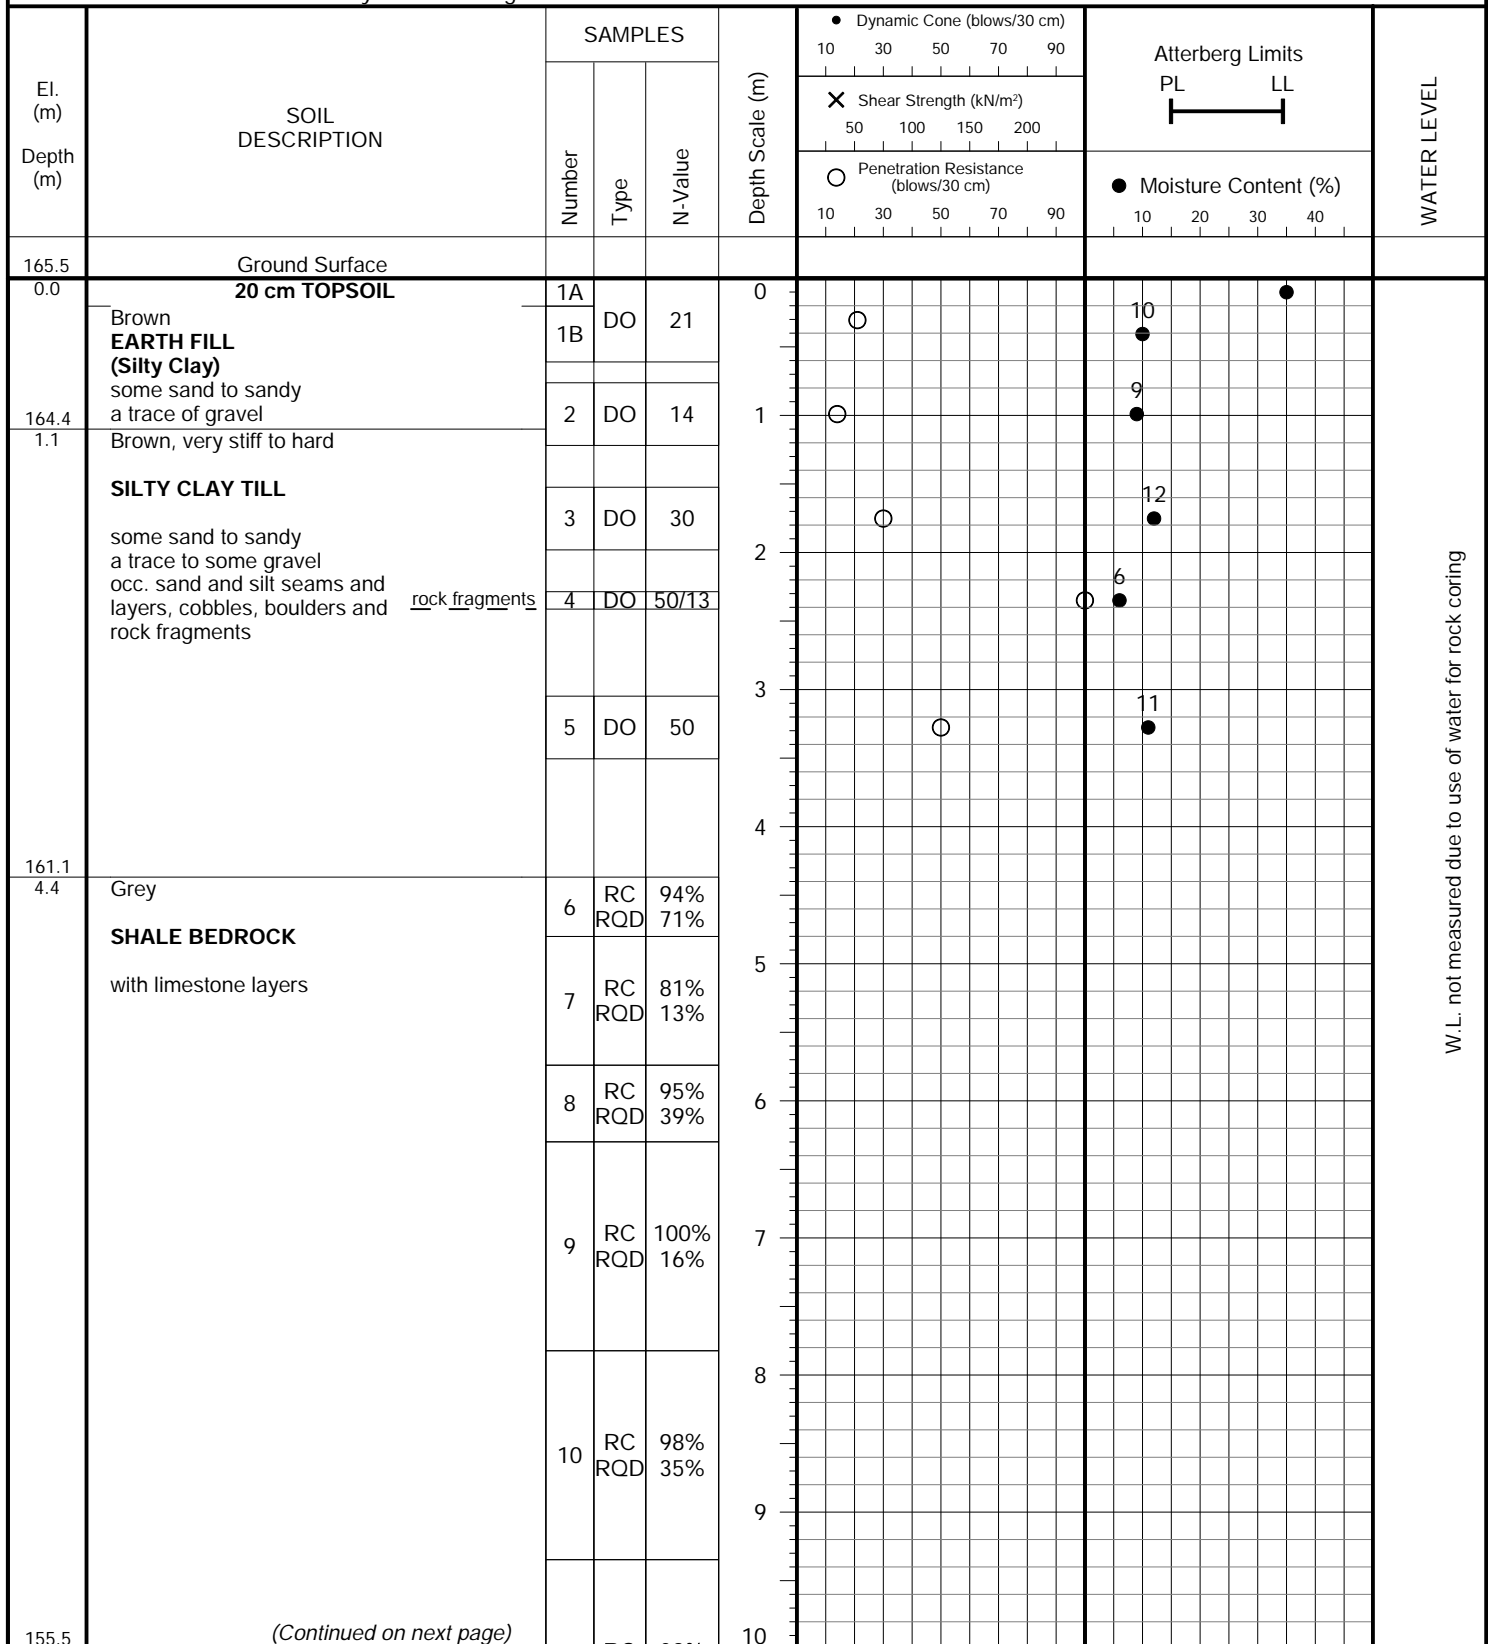 El.
(m)
Depth
(m)
SOIL
DESCRIPTION
SAMPLES
Number
Type
N-Value
Depth Scale (m)
● Dynamic Cone (blows/30 cm)
10 30 50 70 90
✕ Shear Strength (kN/m²)
50 100 150 200
○ Penetration Resistance
(blows/30 cm)
10 30 50 70 90
Atterberg Limits
PL LL
● Moisture Content (%)
10 20 30 40
WATER LEVEL
165.5 Ground Surface
0.0 20 cm TOPSOIL 1A 0
Brown
EARTH FILL
(Silty Clay)
some sand to sandy
a trace of gravel
1B DO 21 10
164.4 2 DO 14 1 9
1.1 Brown, very stiff to hard
SILTY CLAY TILL
some sand to sandy
a trace to some gravel
occ. sand and silt seams and
layers, cobbles, boulders and
rock fragments
3 DO 30 12
2
rock fragments 4 DO 50/13 6
3
5 DO 50 11
4
161.1
4.4 Grey
SHALE BEDROCK
with limestone layers
6 RC 94%
RQD 71%
5
7 RC 81%
RQD 13%
8 RC 95%
RQD 39%
6
9 RC 100%
RQD 16%
7
8
10 RC 98%
RQD 35%
9
155.5 (Continued on next page) 10
W.L. not measured due to use of water for rock coring